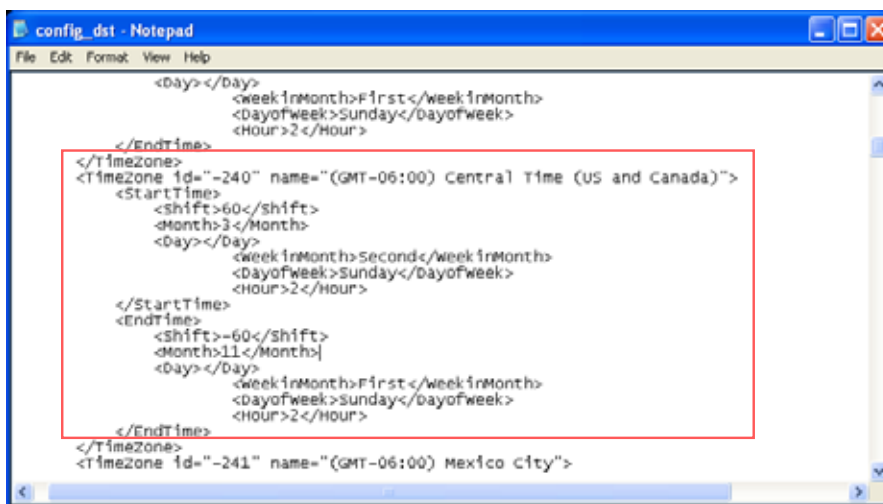 config_dst - Notepad
File Edit Format View Help
<Day></Day>
<WeekinMonth>First</WeekinMonth>
<DayofWeek>Sunday</DayofWeek>
<Hour>2</Hour>
</EndTime>
</TimeZone>
<TimeZone id="-240" name="(GMT-06:00) Central Time (US and Canada)">
<StartTime>
<Shift>60</Shift>
<Month>3</Month>
<Day></Day>
<WeekinMonth>Second</WeekinMonth>
<DayofWeek>Sunday</DayofWeek>
<Hour>2</Hour>
</StartTime>
<EndTime>
<Shift>-60</Shift>
<Month>11</Month>
<Day></Day>
<WeekinMonth>First</WeekinMonth>
<DayofWeek>Sunday</DayofWeek>
<Hour>2</Hour>
</EndTime>
</TimeZone>
<TimeZone id="-241" name="(GMT-06:00) Mexico City">